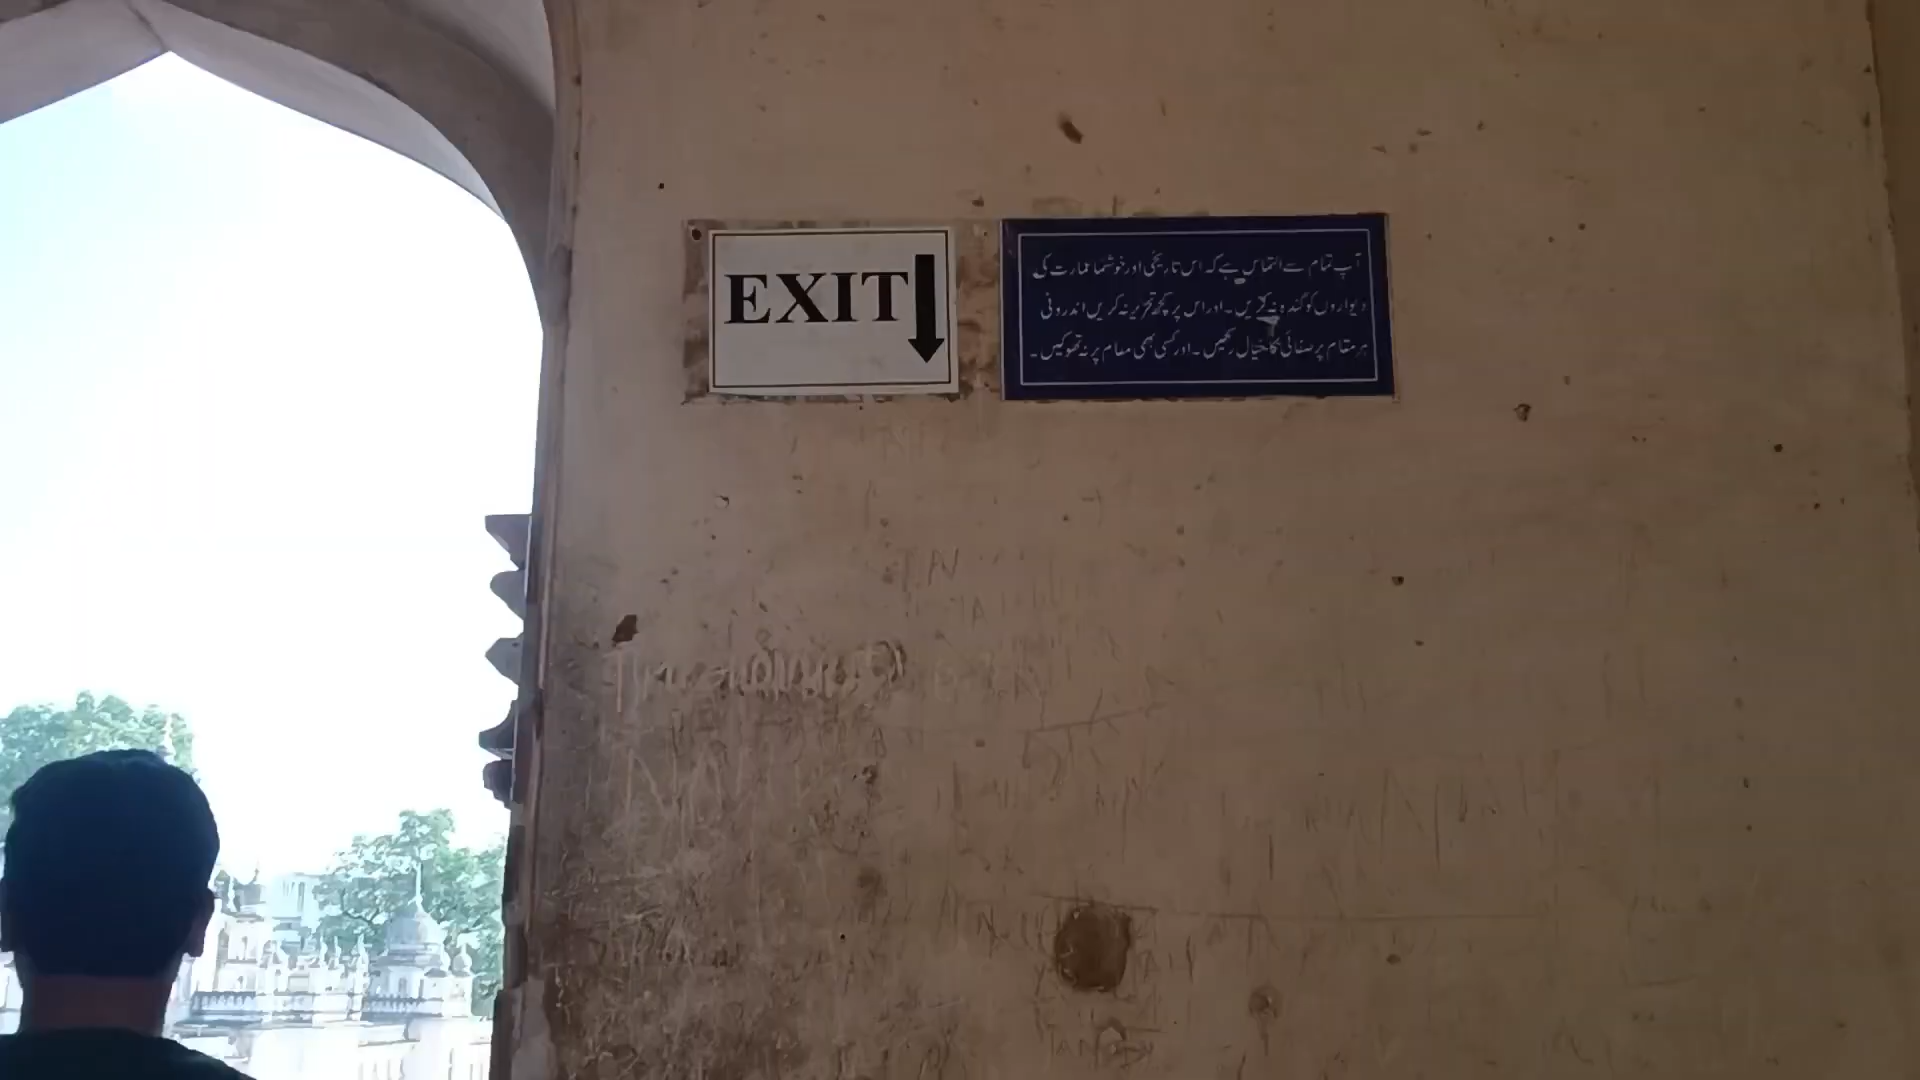 EXIT
آپ تمام سے التماس ہے کہ اس تاریخی اور خوشنما عمارت کی
دیواروں کو گندہ نہ کریں۔ اور اس پر کچھ تحریر نہ کریں اندرونی
ہر مقام پر صفائی کا خیال رکھیں۔ اور کسی بھی مقام پر نہ تھوکیں۔